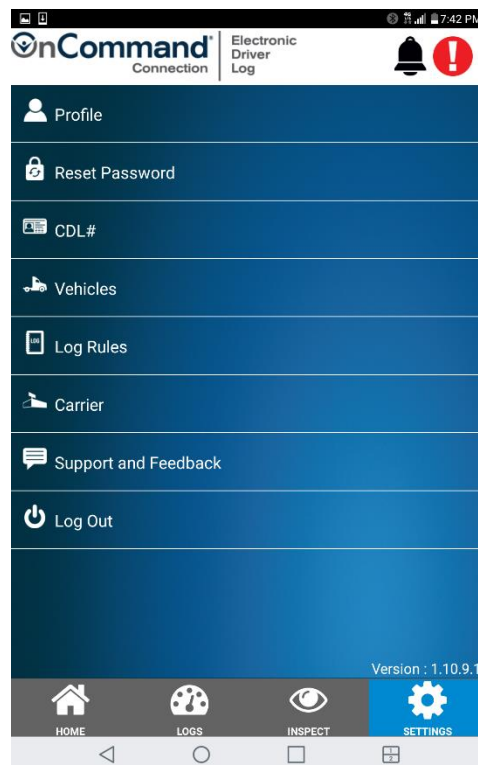 7:42 PM
OnCommand
Connection
Electronic
Driver
Log
Profile
Reset Password
CDL#
Vehicles
LOG
Log Rules
Carrier
Support and Feedback
Log Out
Version : 1.10.9.1
HOME
LOGS
INSPECT
SETTINGS